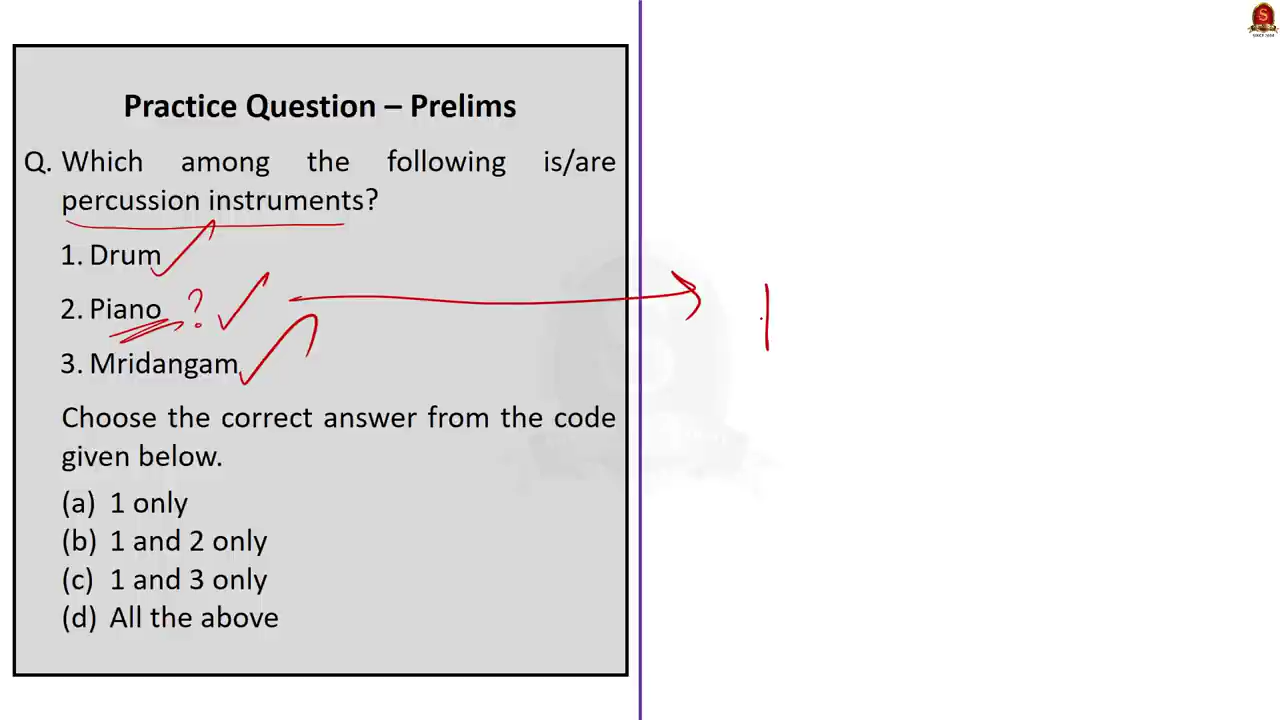 Practice Question – Prelims
Q. Which among the following is/are
percussion instruments?
1. Drum
2. Piano ?
3. Mridangam
Choose the correct answer from the code
given below.
(a) 1 only
(b) 1 and 2 only
(c) 1 and 3 only
(d) All the above